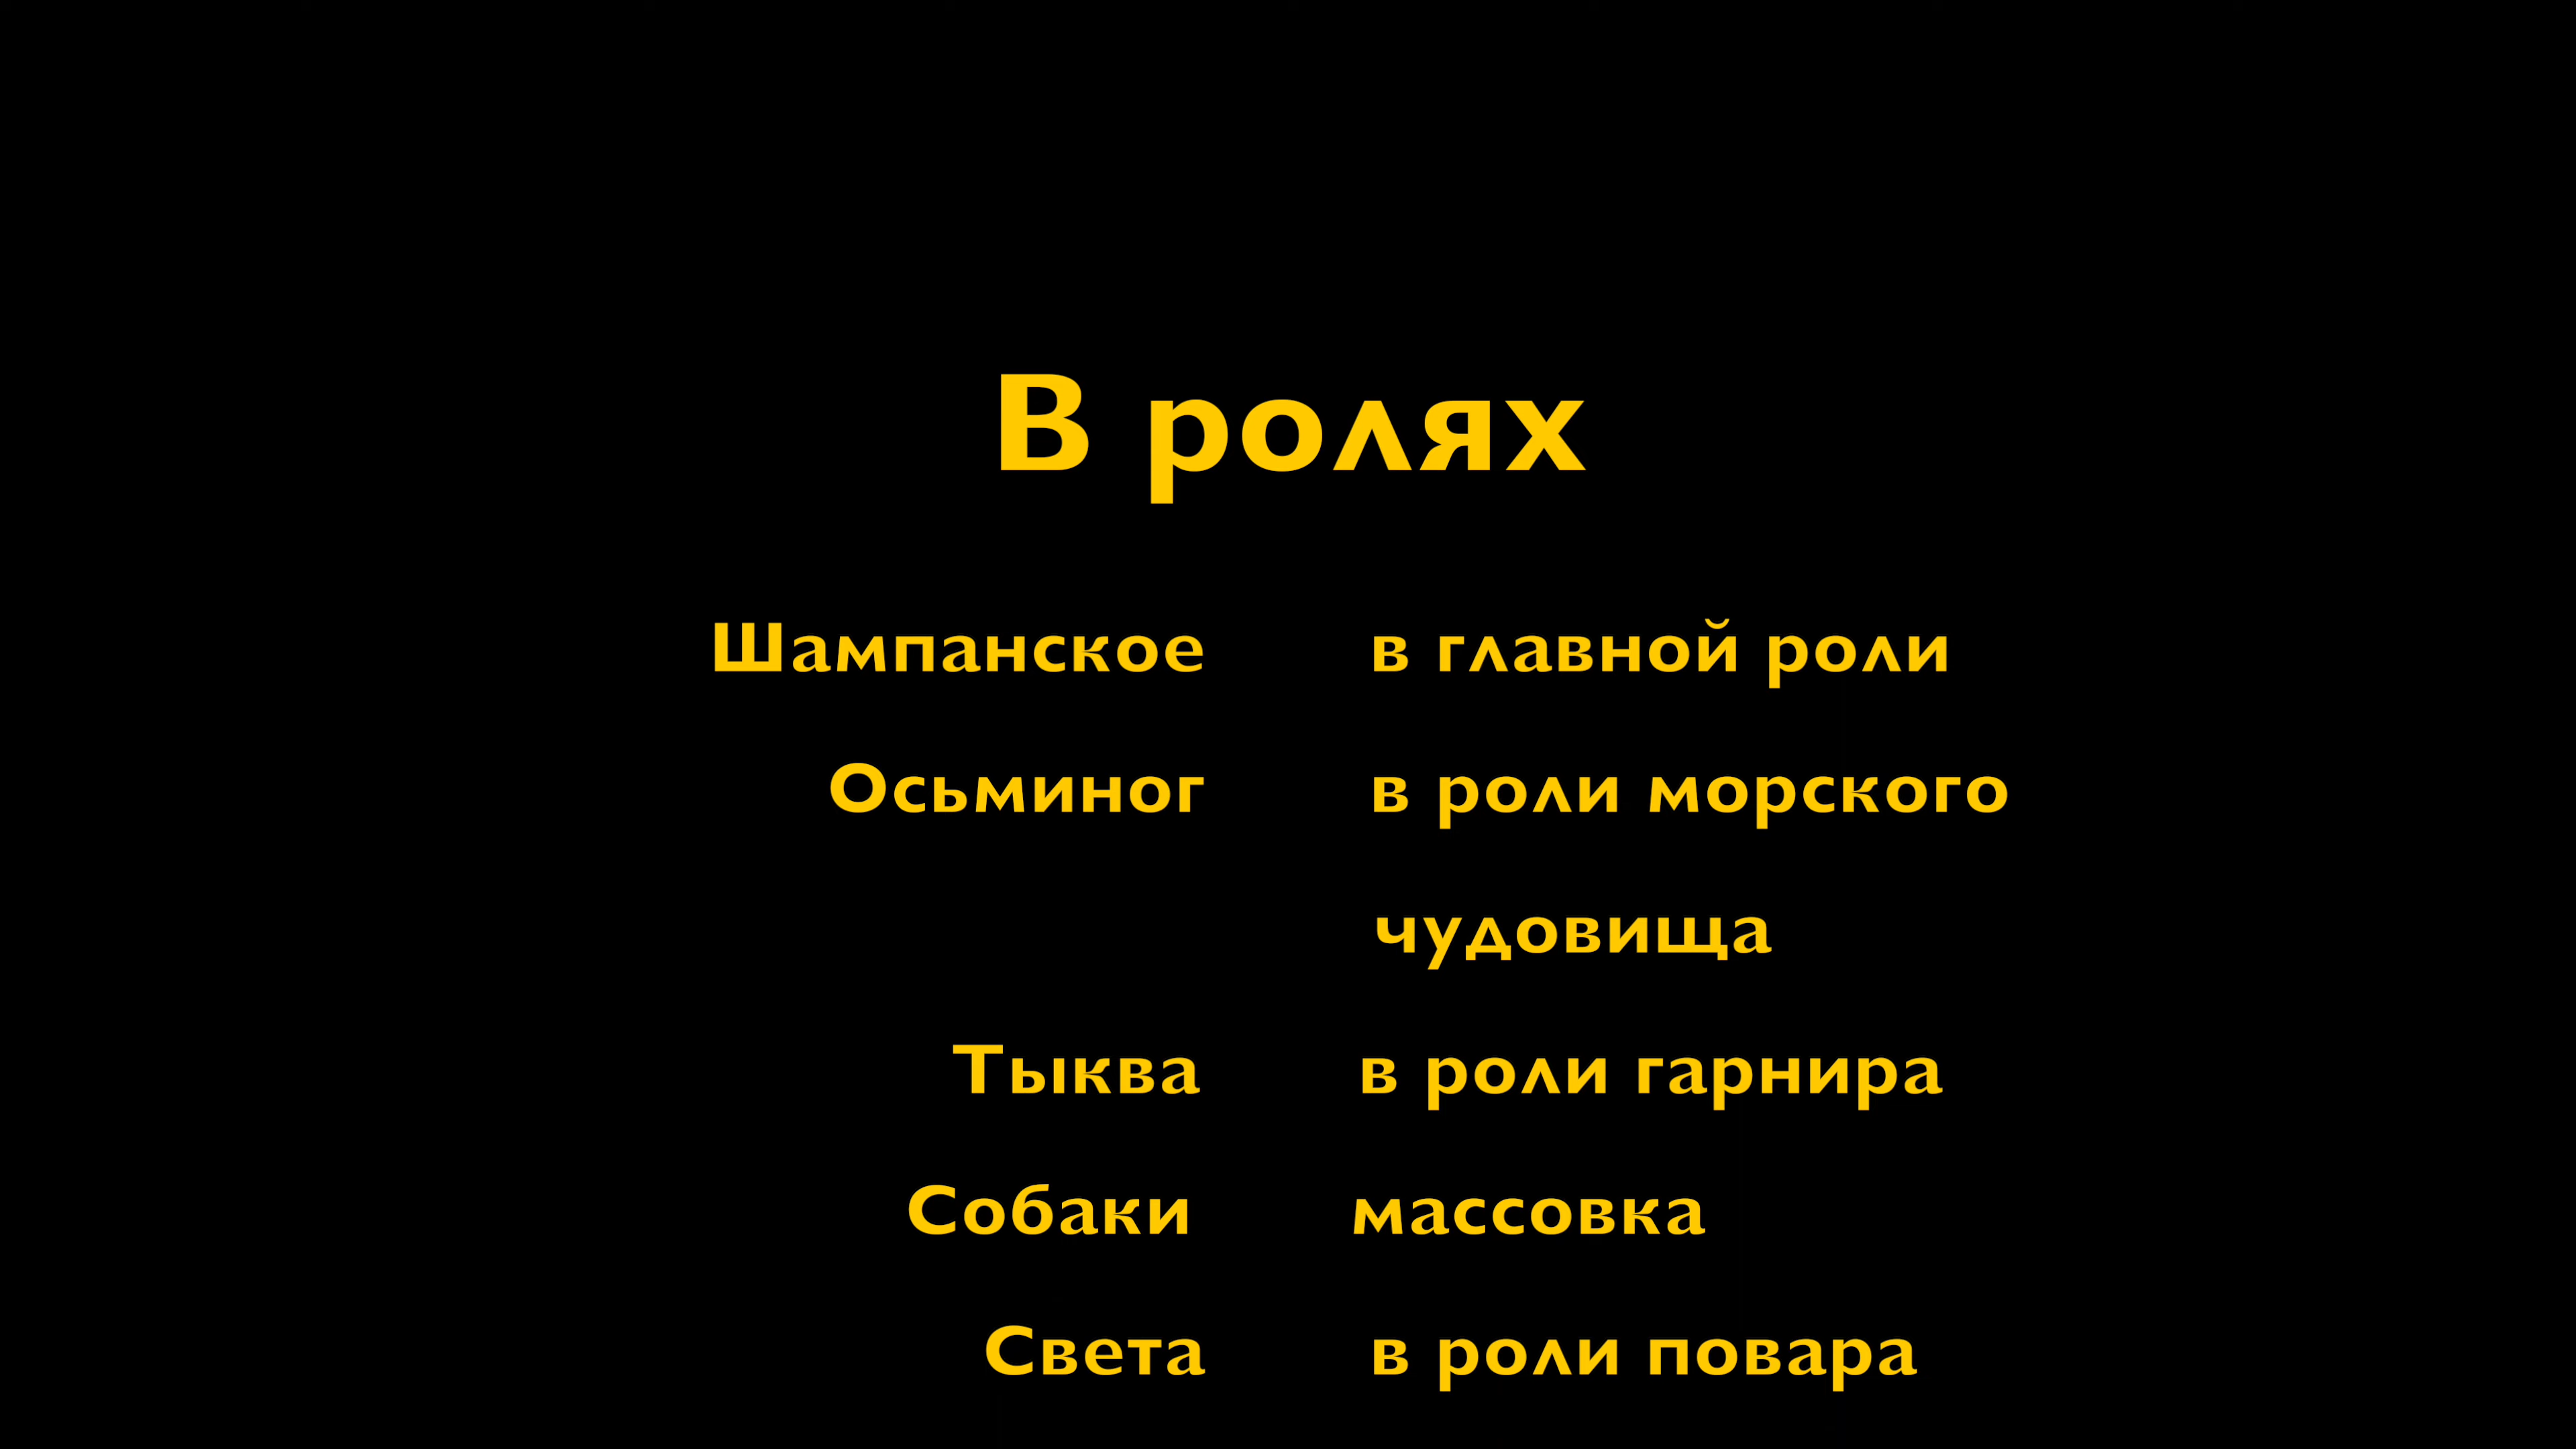 В ролях
Шампанское в главной роли
Осьминог в роли морского
чудовища
Тыква в роли гарнира
Собаки массовка
Света в роли повара